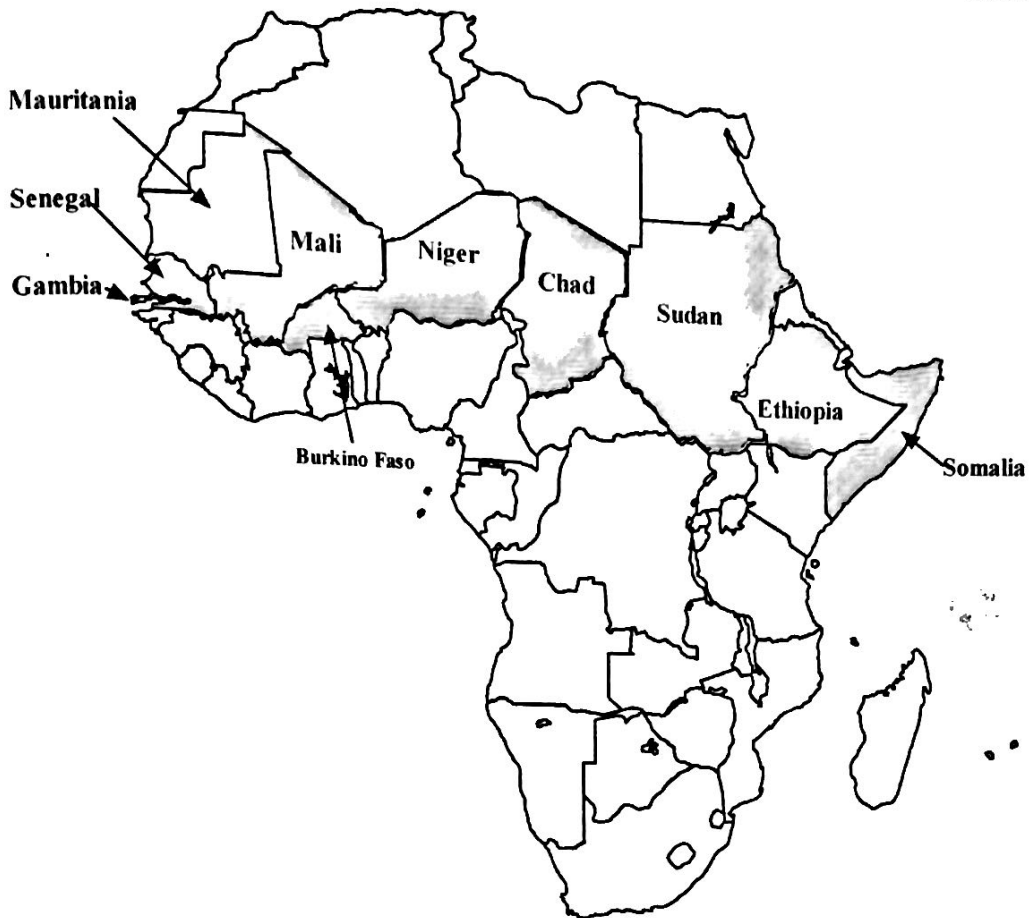 Mauritania
Senegal
Gambia
Mali
Niger
Chad
Sudan
Ethiopia
Somalia
Burkino Faso